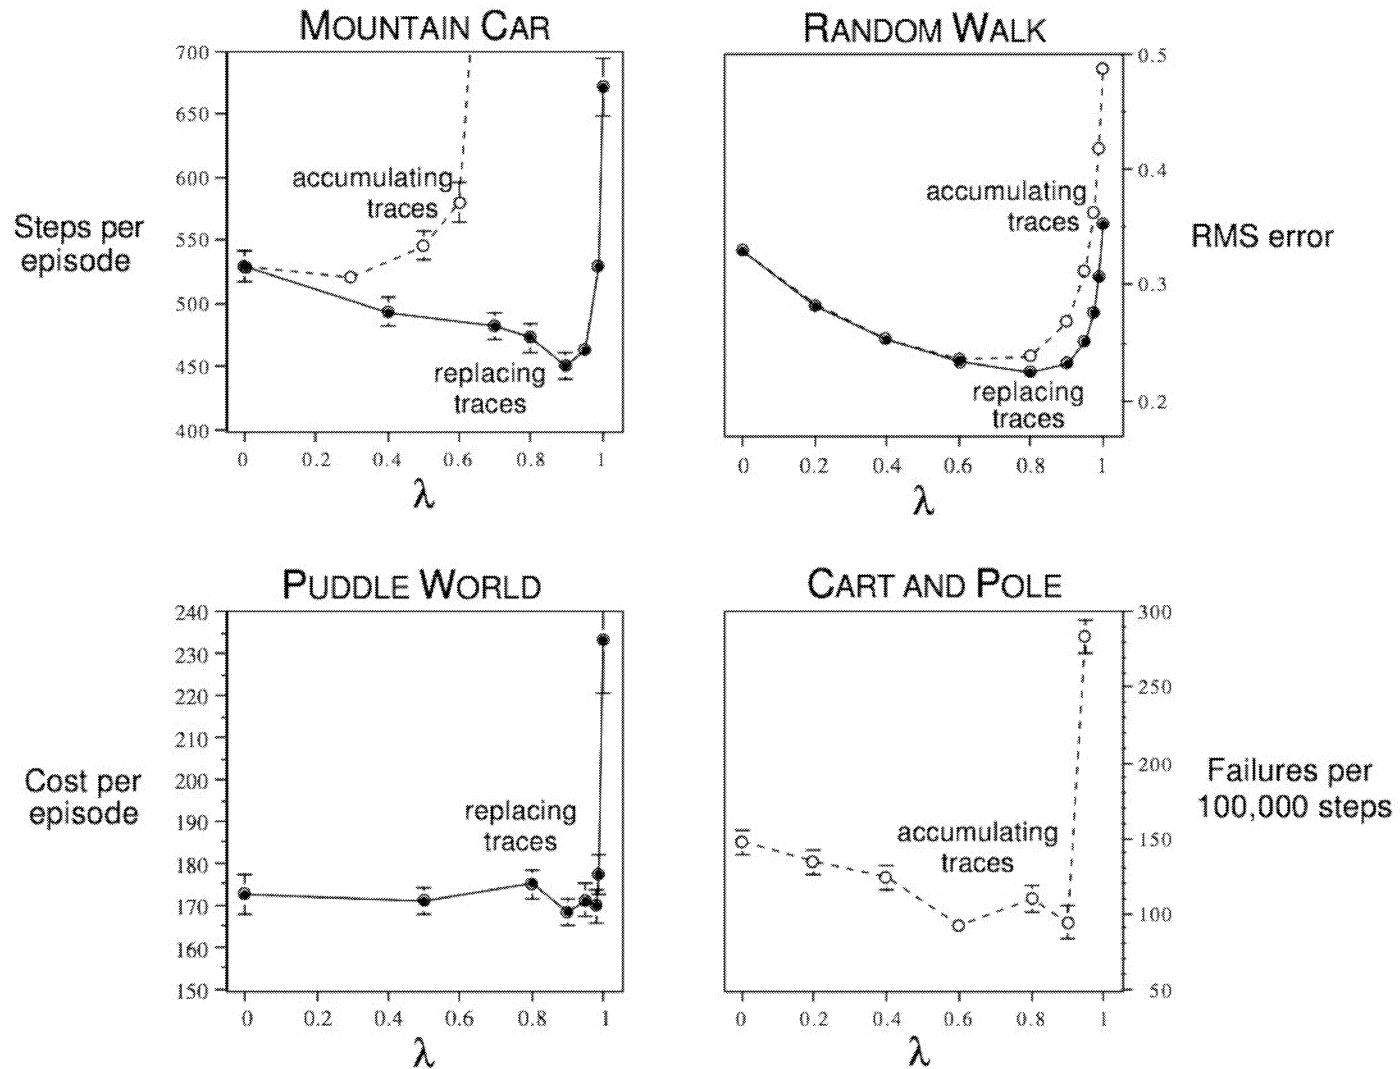 MOUNTAIN CAR
700
650
600
550
500
450
400
Steps per
episode
accumulating
traces
replacing
traces
0 0.2 0.4 0.6 0.8 1
λ
RANDOM WALK
0.5
0.4
0.3
0.2
RMS error
accumulating
traces
replacing
traces
0 0.2 0.4 0.6 0.8 1
λ
PUDDLE WORLD
240
230
220
210
200
190
180
170
160
150
Cost per
episode
replacing
traces
0 0.2 0.4 0.6 0.8 1
λ
CART AND POLE
300
250
200
150
100
50
Failures per
100,000 steps
accumulating
traces
0 0.2 0.4 0.6 0.8 1
λ